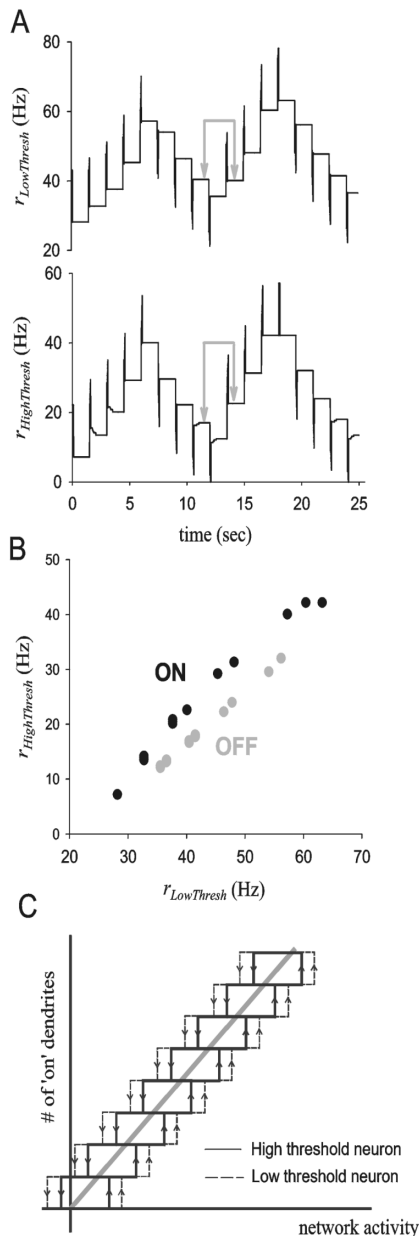 A
r_LowThresh (Hz)
80
60
40
20
r_HighThresh (Hz)
60
40
20
0
0 5 10 15 20 25
time (sec)
B
r_HighThresh (Hz)
50
40
30
20
10
0
ON
OFF
20 30 40 50 60 70
r_LowThresh (Hz)
C
# of 'on' dendrites
High threshold neuron
Low threshold neuron
network activity